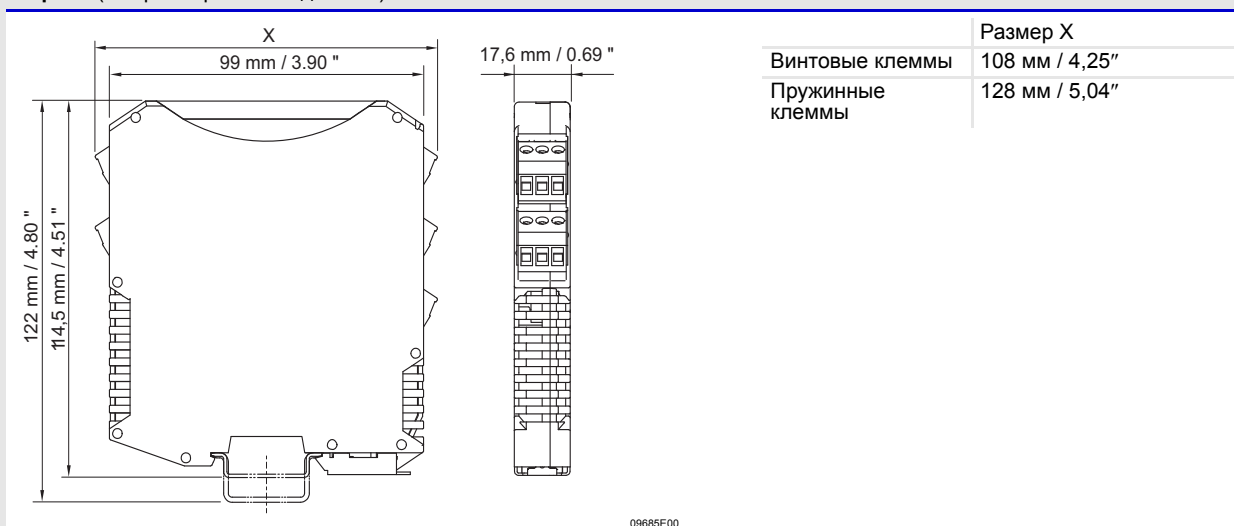 X
99 mm / 3.90 "
17,6 mm / 0.69 "
122 mm / 4.80 "
114,5 mm / 4.51 "
Размер X
Винтовые клеммы 108 мм / 4,25″
Пружинные клеммы 128 мм / 5,04″
09685E00